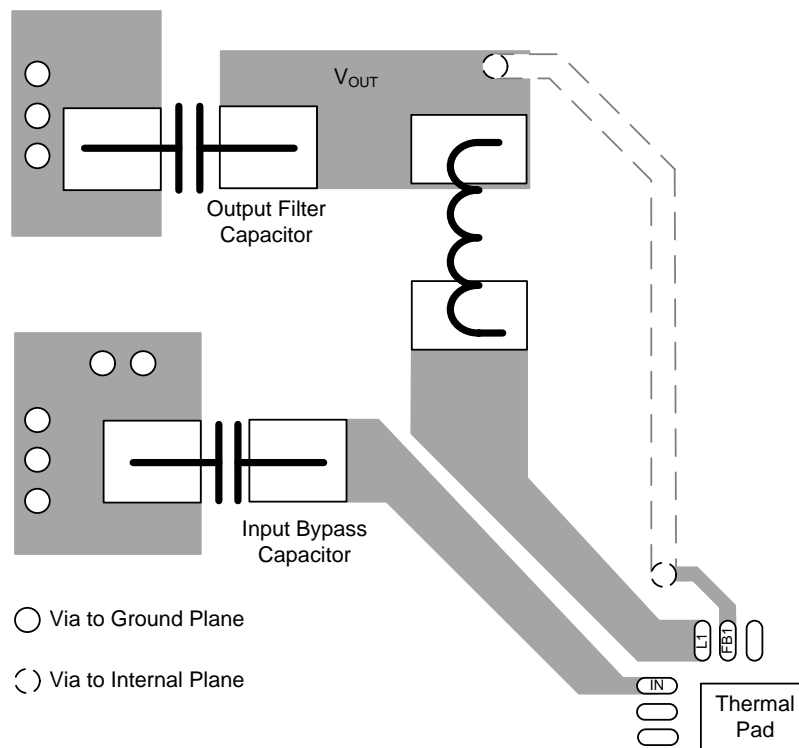 VOUT
Output Filter
Capacitor
Input Bypass
Capacitor
Via to Ground Plane
Via to Internal Plane
L1
FB1
IN
Thermal
Pad